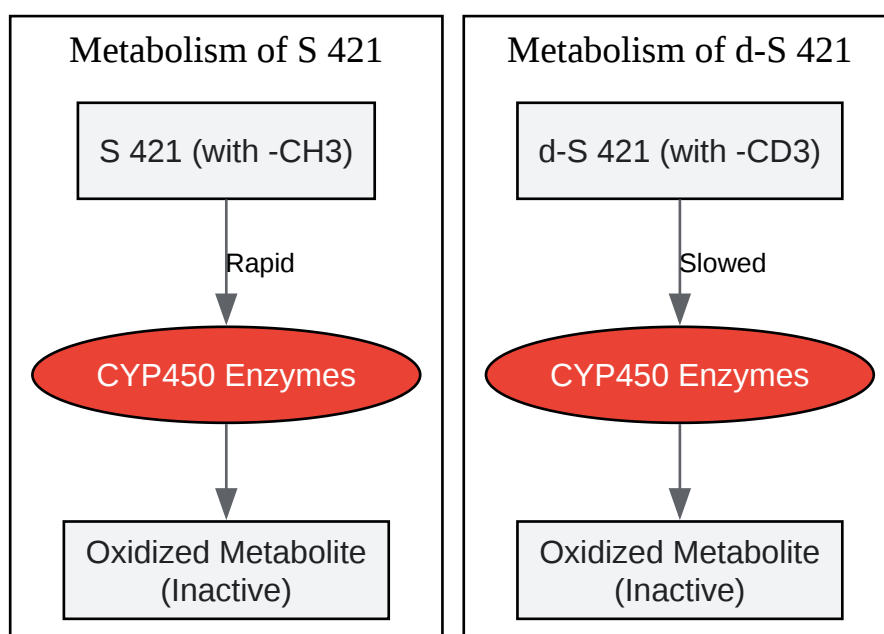 Metabolism of S 421
S 421 (with -CH3)
Rapid
CYP450 Enzymes
Oxidized Metabolite
(Inactive)
Metabolism of d-S 421
d-S 421 (with -CD3)
Slowed
CYP450 Enzymes
Oxidized Metabolite
(Inactive)